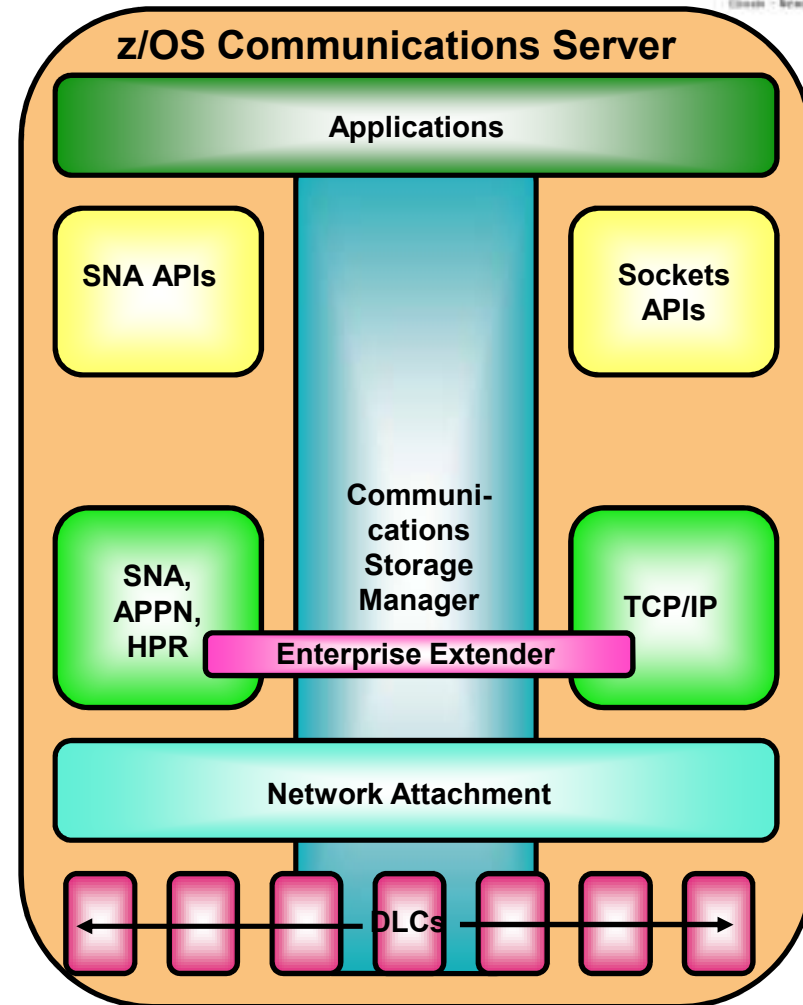 z/OS Communications Server
Applications
SNA APIs
Sockets
APIs
Communi-
cations
Storage
Manager
SNA,
APPN,
HPR
TCP/IP
Enterprise Extender
Network Attachment
DLCs